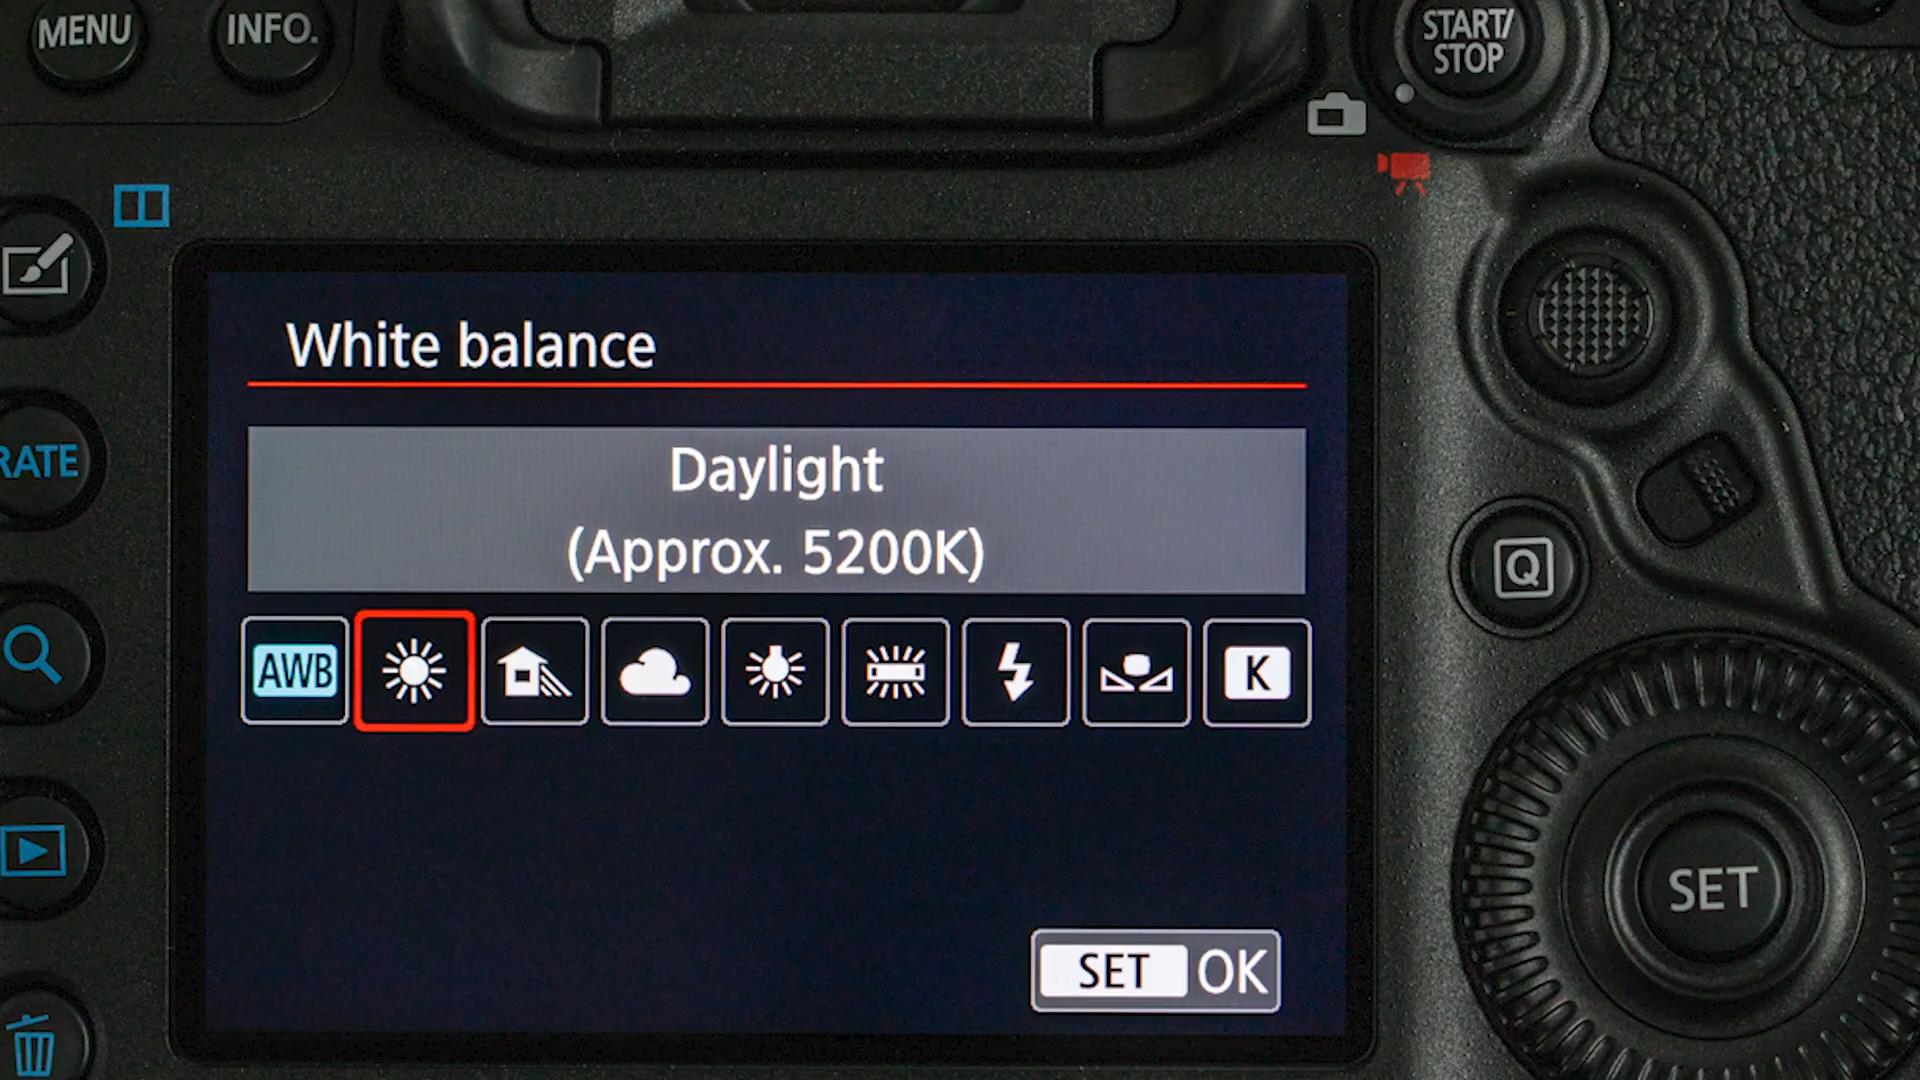 MENU
INFO.
START/
STOP
RATE
White balance
Daylight
(Approx. 5200K)
AWB
K
Q
SET
SET OK